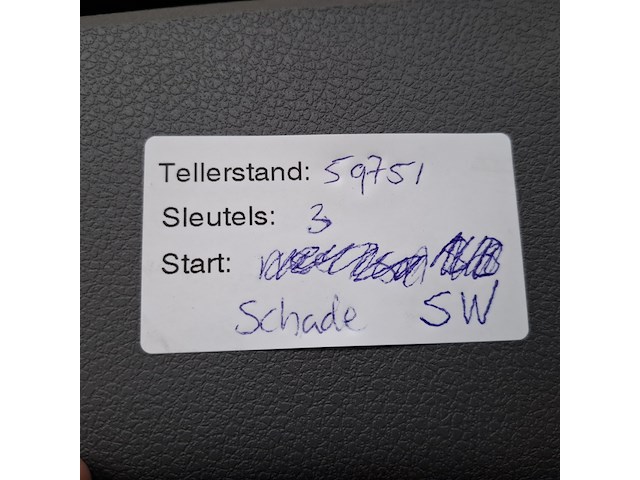 Tellerstand: 59751
Sleutels: 3
Start:
Schade SW